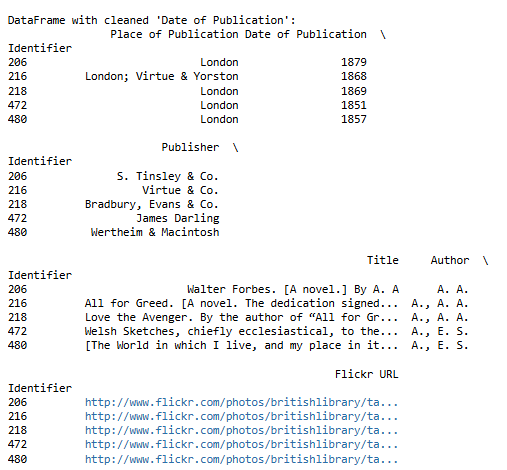 DataFrame with cleaned 'Date of Publication':
Place of Publication Date of Publication \
Identifier
206 London 1879
216 London; Virtue & Yorston 1868
218 London 1869
472 London 1851
480 London 1857
Publisher \
Identifier
206 S. Tinsley & Co.
216 Virtue & Co.
218 Bradbury, Evans & Co.
472 James Darling
480 Wertheim & Macintosh
Title Author \
Identifier
206 Walter Forbes. [A novel.] By A. A A. A.
216 All for Greed. [A novel. The dedication signed... A., A. A.
218 Love the Avenger. By the author of “All for Gr... A., A. A.
472 Welsh Sketches, chiefly ecclesiastical, to the... A., E. S.
480 [The World in which I live, and my place in it... A., E. S.
Flickr URL
Identifier
206 http://www.flickr.com/photos/britishlibrary/ta...
216 http://www.flickr.com/photos/britishlibrary/ta...
218 http://www.flickr.com/photos/britishlibrary/ta...
472 http://www.flickr.com/photos/britishlibrary/ta...
480 http://www.flickr.com/photos/britishlibrary/ta...